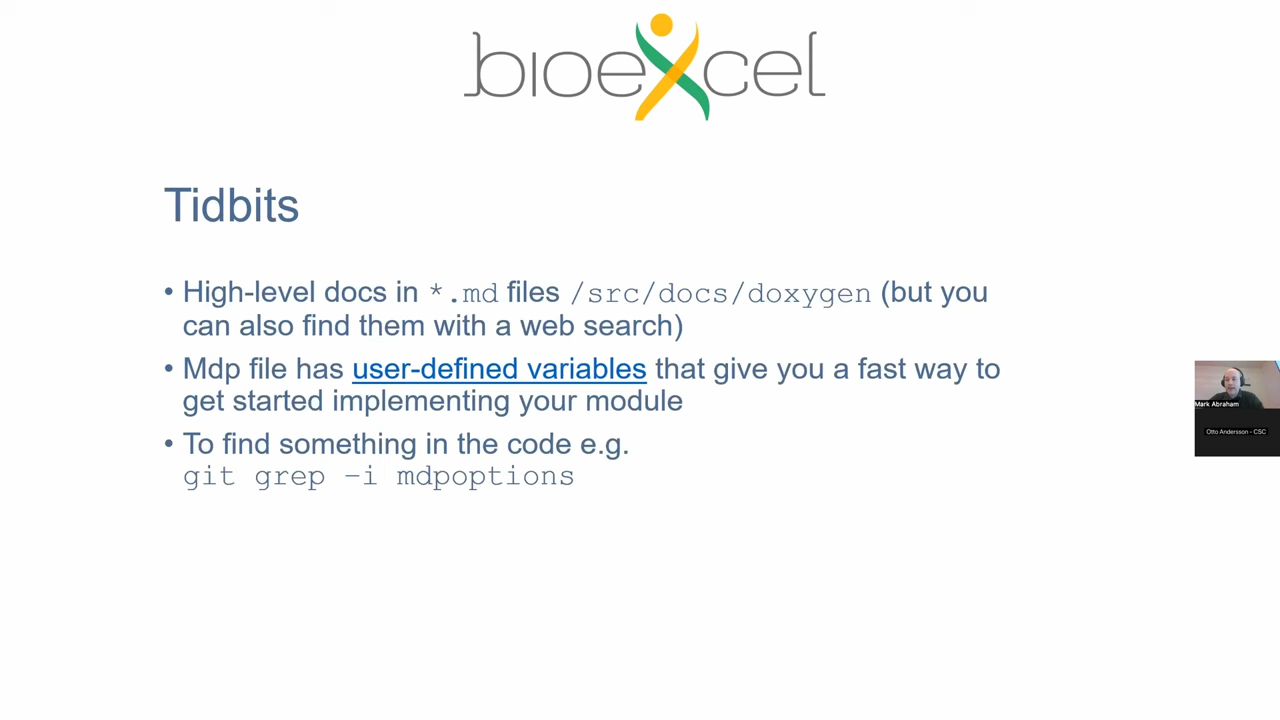 bioexcel
Tidbits
• High-level docs in *.md files /src/docs/doxygen (but you
can also find them with a web search)
• Mdp file has user-defined variables that give you a fast way to
get started implementing your module
• To find something in the code e.g.
git grep –i mdpoptions
Mark Abraham
Otto Andersson - CSC